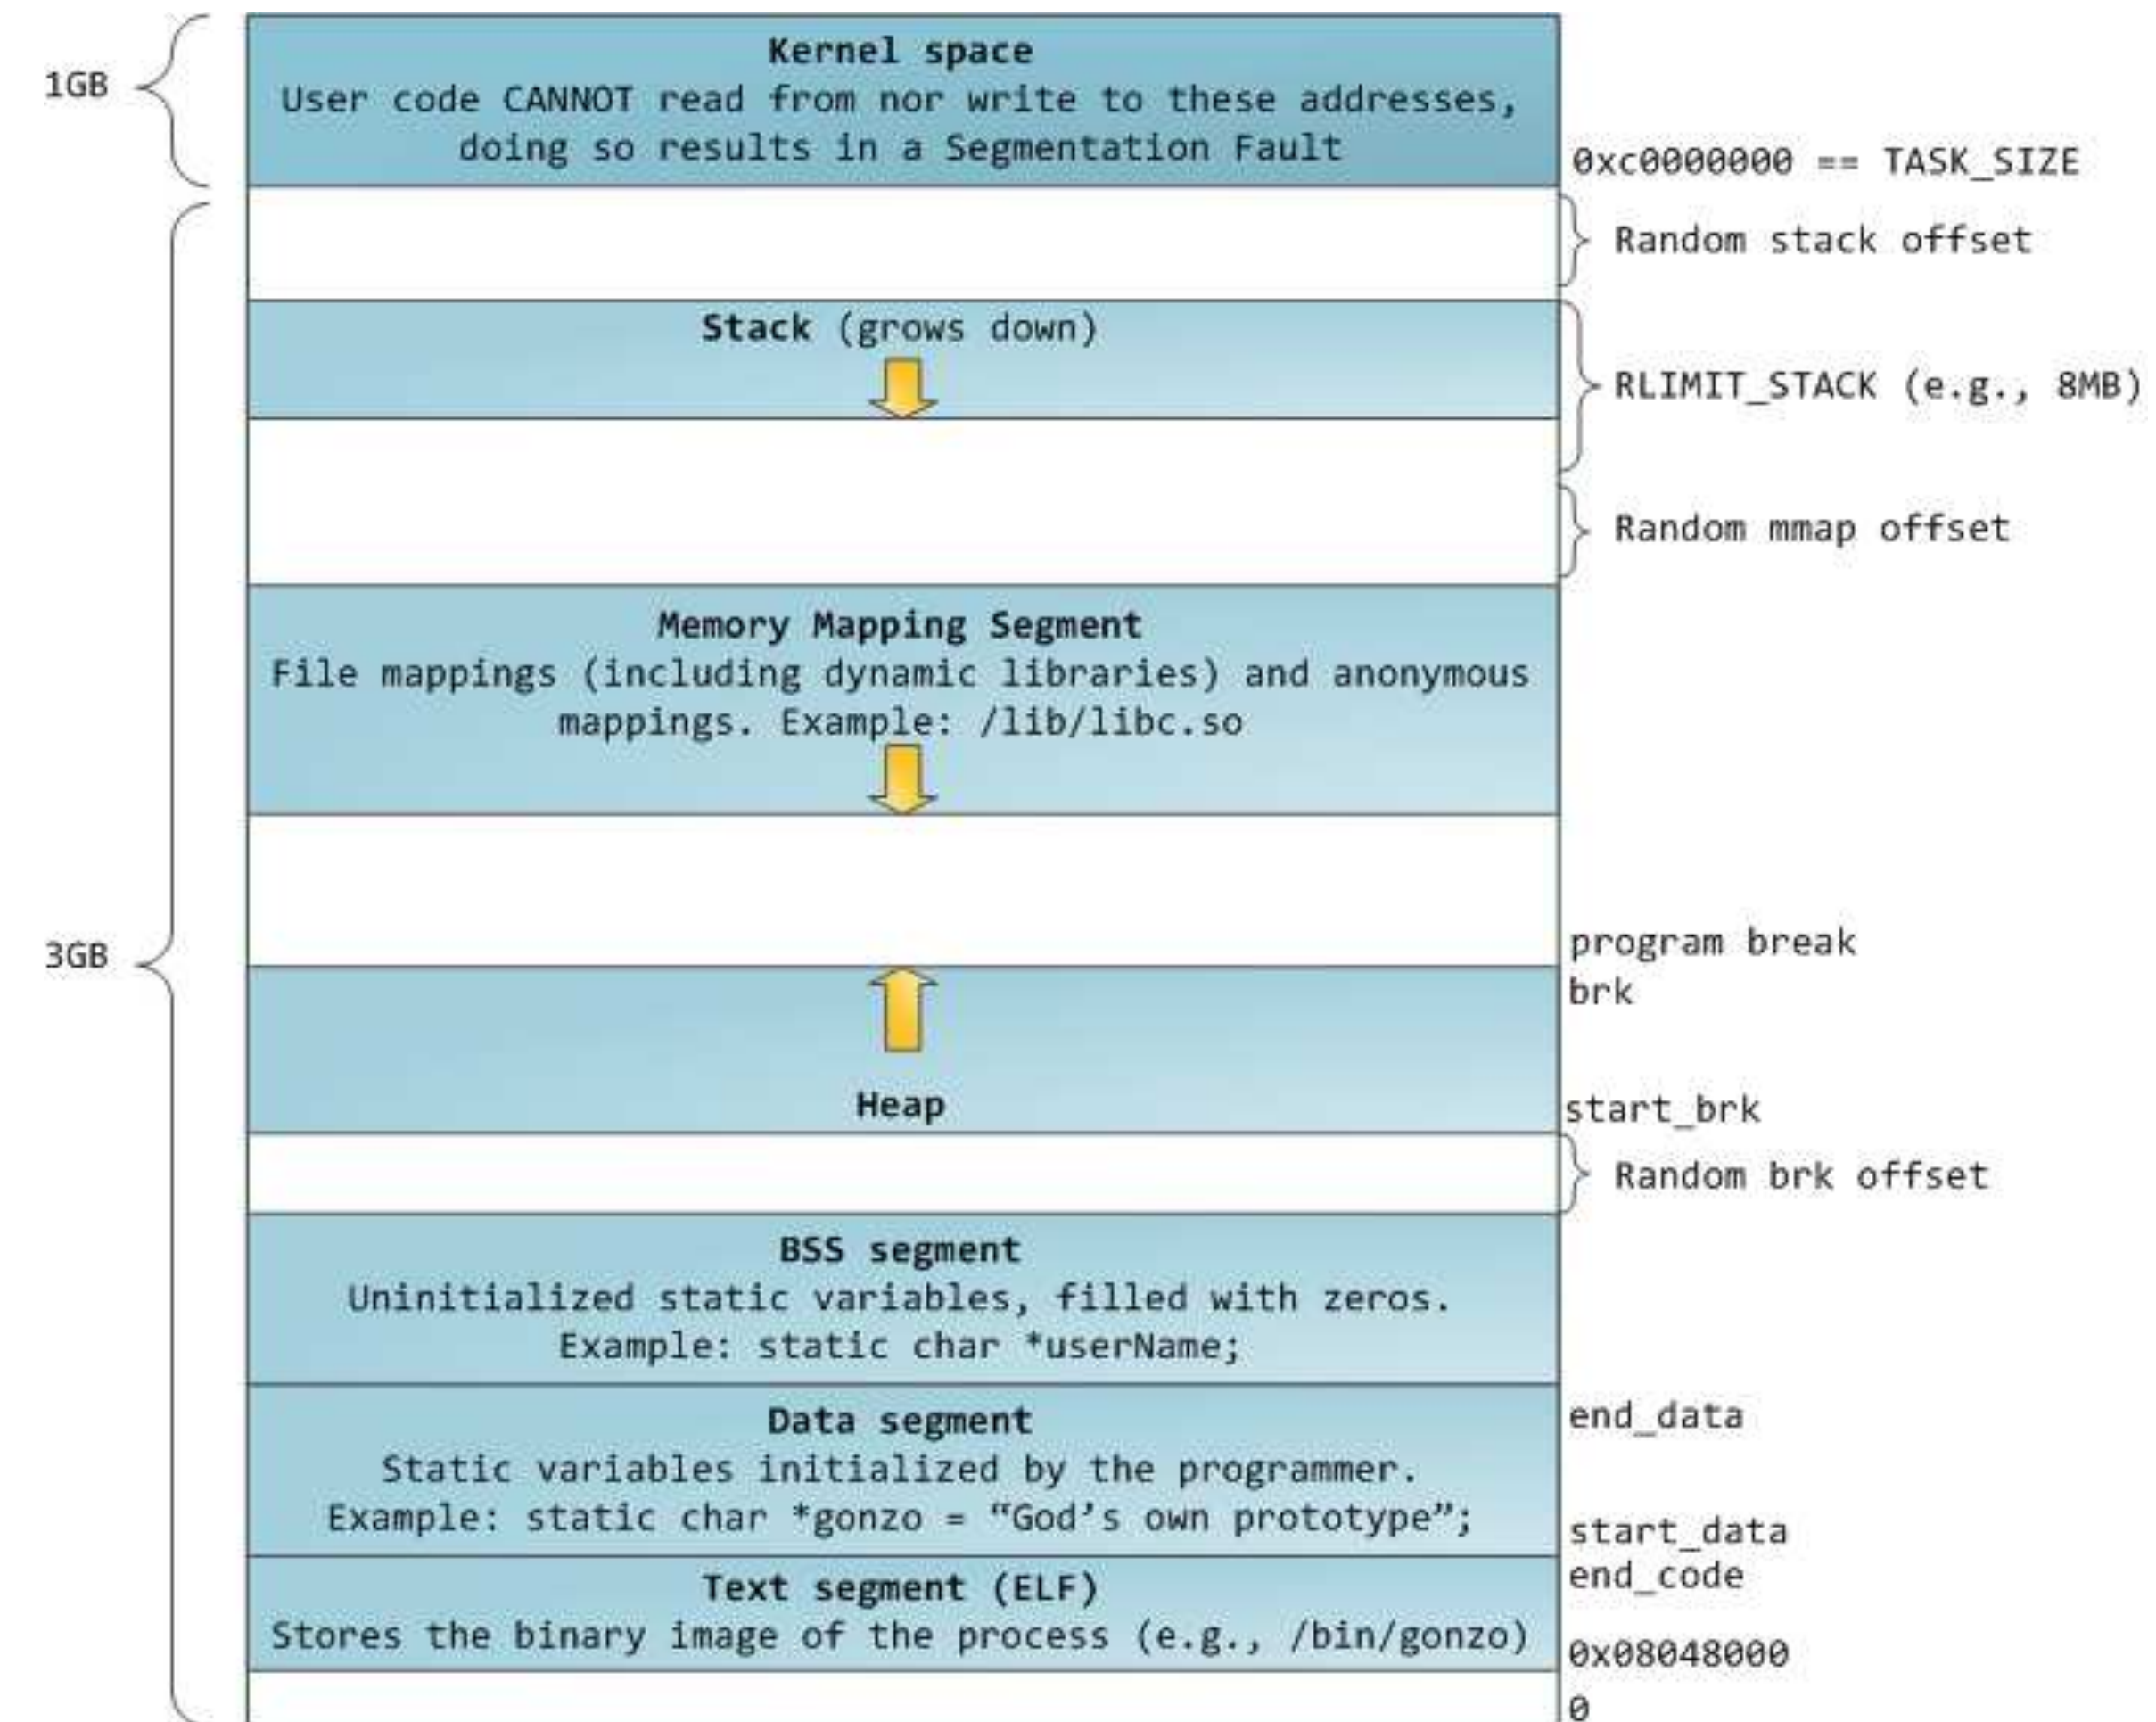 Kernel space
1GB
User code CANNOT read from nor write to these addresses,
doing so results in a Segmentation Fault
0xc0000000 == TASK_SIZE
Random stack offset
Stack (grows down)
RLIMIT_STACK (e.g., 8MB)
Random mmap offset
Memory Mapping Segment
File mappings (including dynamic libraries) and anonymous
mappings. Example: /lib/libc.so
3GB
program break
brk
Heap
start_brk
Random brk offset
BSS segment
Uninitialized static variables, filled with zeros.
Example: static char *userName;
Data segment
end_data
Static variables initialized by the programmer.
Example: static char *gonzo = “God’s own prototype”;
start_data
end_code
Text segment (ELF)
Stores the binary image of the process (e.g., /bin/gonzo)
0x08048000
0